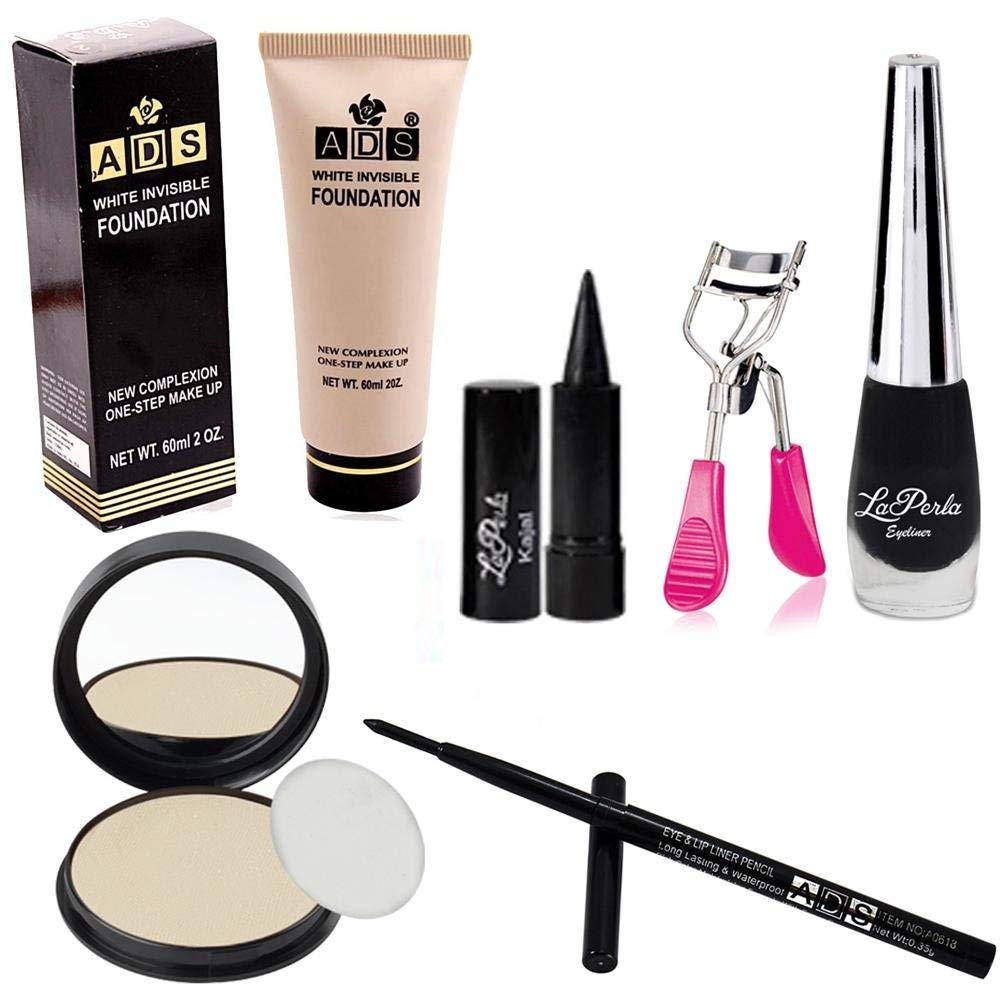 ADS
WHITE INVISIBLE
FOUNDATION
NEW COMPLEXION
ONE-STEP MAKE UP
NET WT. 60ml 2 OZ.
ADS®
WHITE INVISIBLE
FOUNDATION
NEW COMPLEXION
ONE-STEP MAKE UP
NET WT. 60ml 2OZ.
LaPerla
Kajal
LaPerla
Eyeliner
EYE & LIP LINER PENCIL
Long Lasting & Waterproof
ADS
ITEM NO:A0618
Net Wt:0.35g